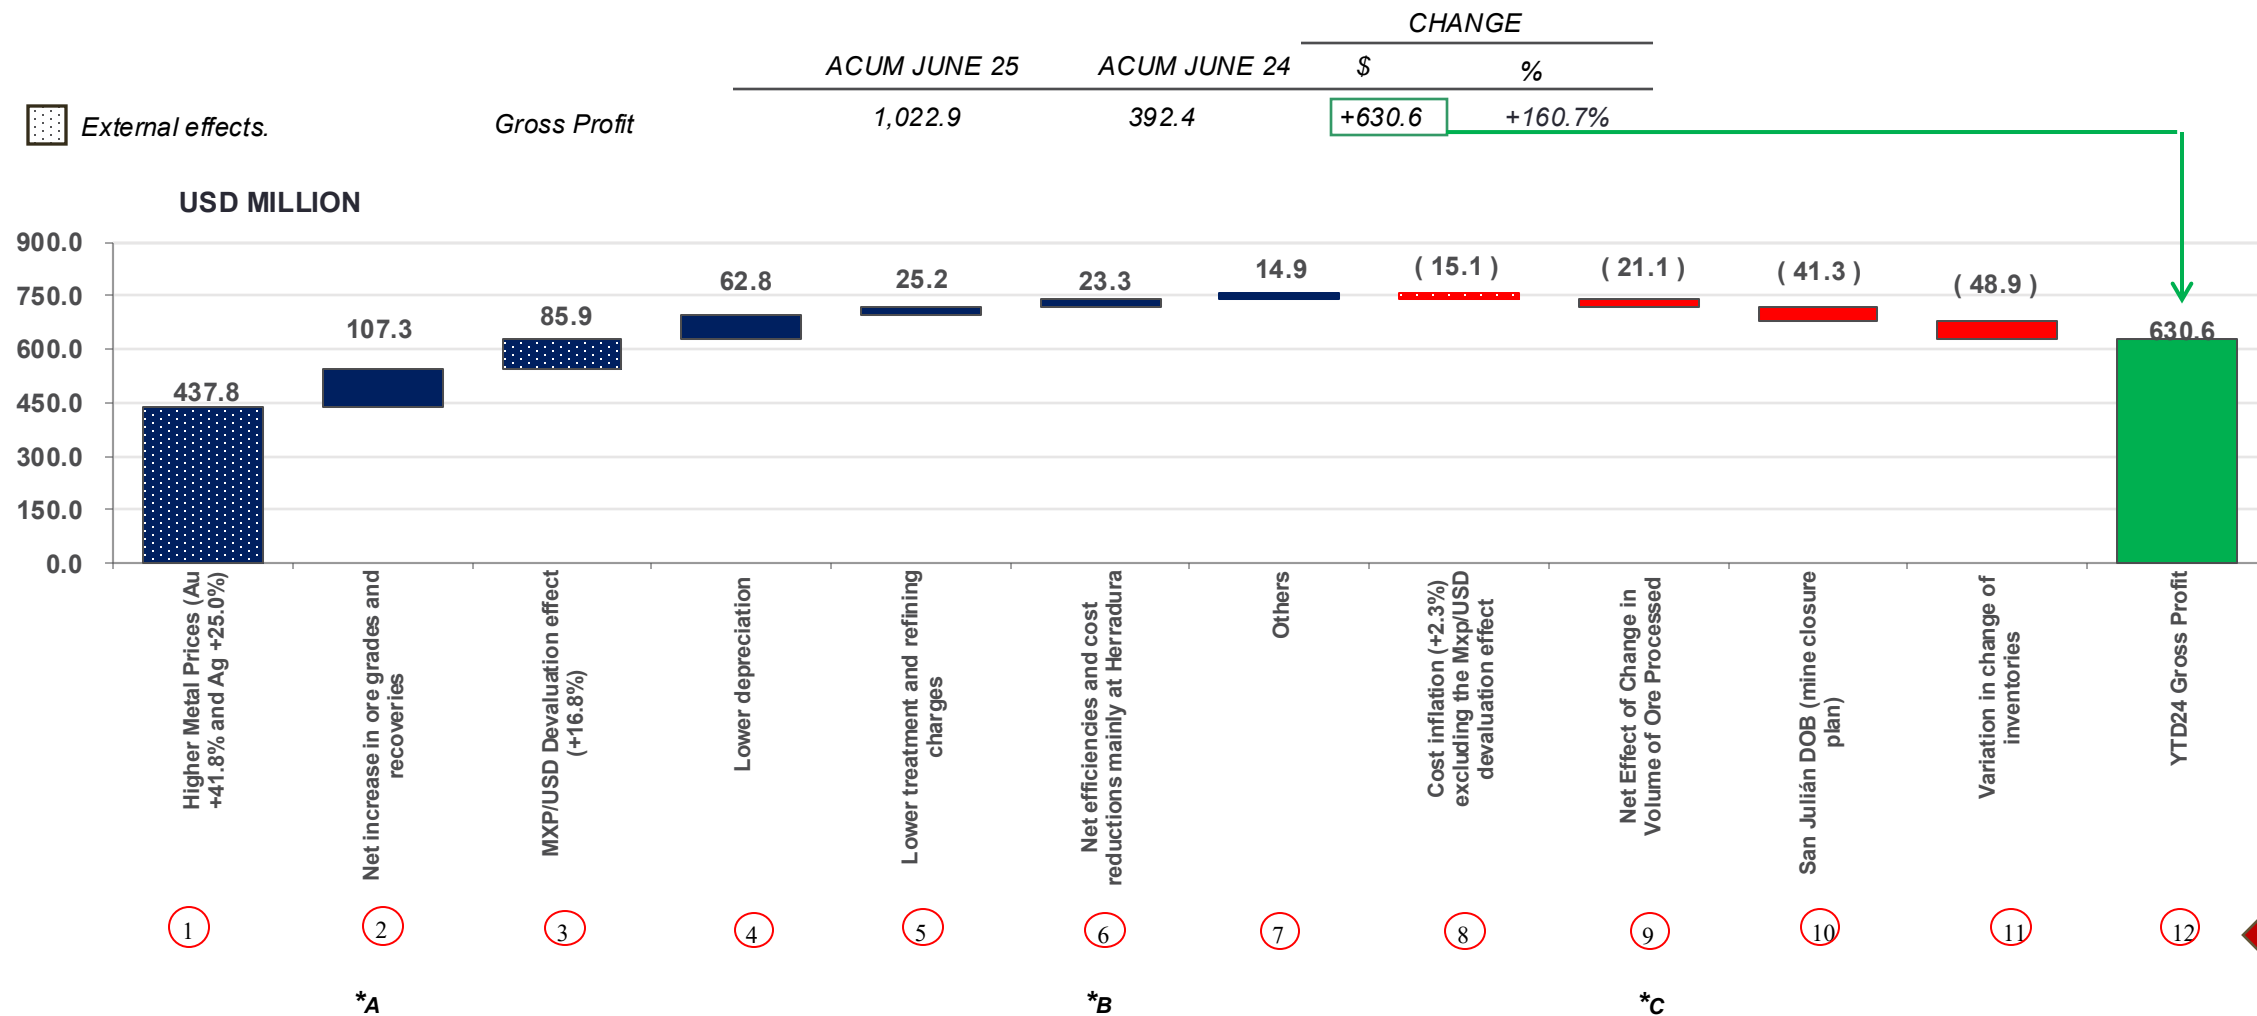 CHANGE
ACUM JUNE 25 ACUM JUNE 24 $ %
External effects. Gross Profit 1,022.9 392.4 +630.6 +160.7%
USD MILLION
900.0
750.0
600.0
450.0
300.0
150.0
0.0
437.8
107.3
85.9
62.8
25.2
23.3
14.9
( 15.1 )
( 21.1 )
( 41.3 )
( 48.9 )
630.6
Higher Metal Prices (Au
+41.8% and Ag +25.0%)
Net increase in ore grades and
recoveries
MXP/USD Devaluation effect
(+16.8%)
Lower depreciation
Lower treatment and refining
charges
Net efficiencies and cost
reductions mainly at Herradura
Others
Cost inflation (+2.3%)
excluding the Mxp/USD
devaluation effect
Net Effect of Change in
Volume of Ore Processed
San Julián DOB (mine closure
plan)
Variation in change of
inventories
YTD24 Gross Profit
1 2 3 4 5 6 7 8 9 10 11 12
*A *B *C